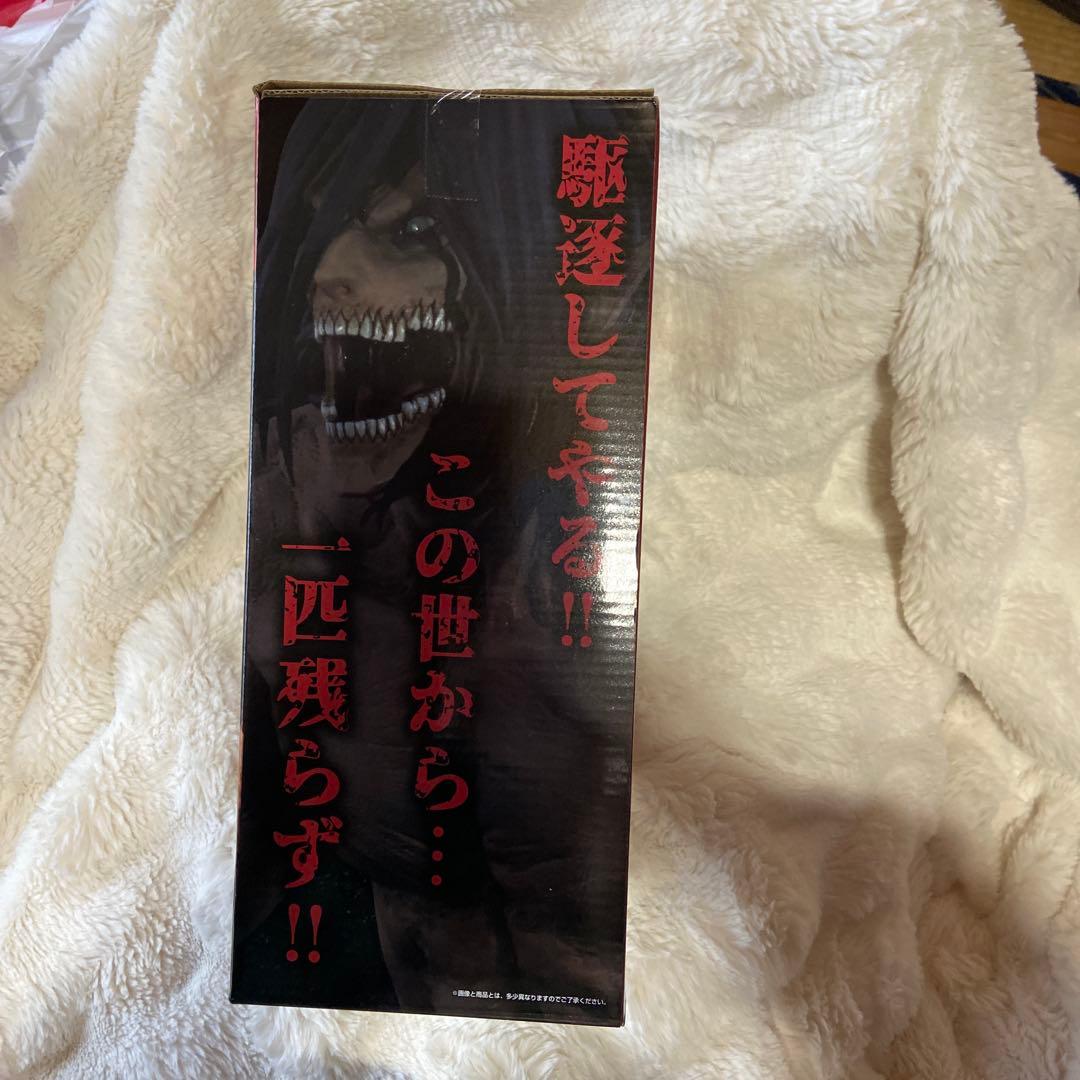 駆逐してやる!!
この世から…
一匹残らず!!
※画像と商品とは、多少異なりますのでご了承ください。